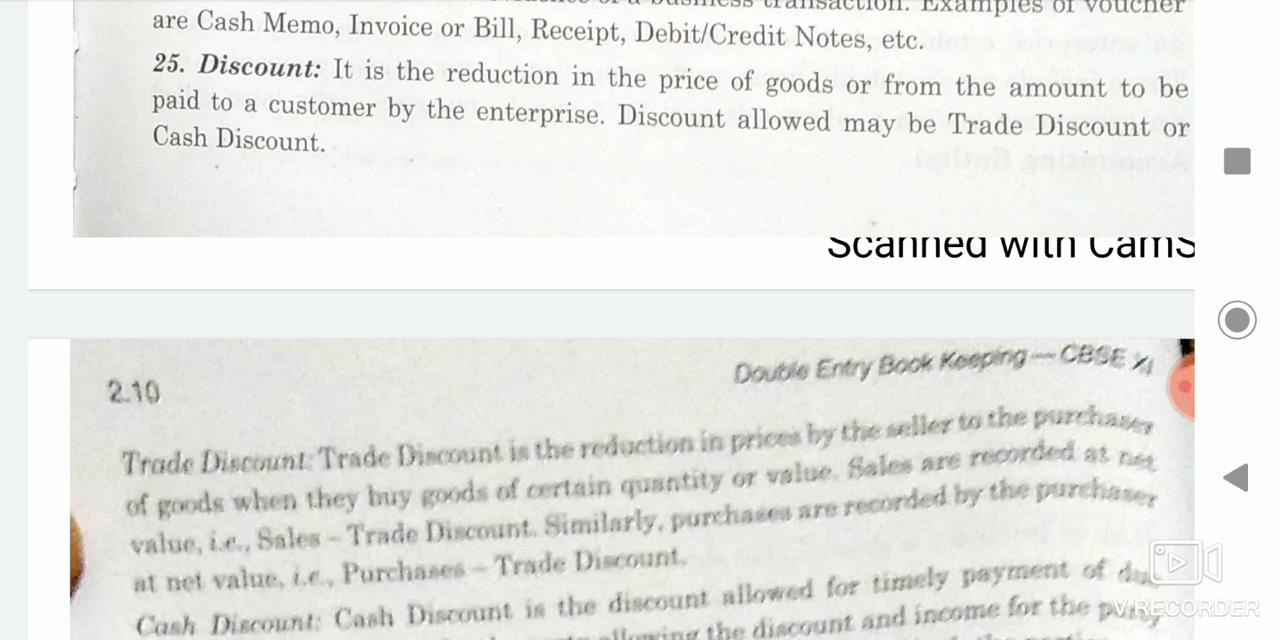 are Cash Memo, Invoice or Bill, Receipt, Debit/Credit Notes, etc.
25. Discount: It is the reduction in the price of goods or from the amount to be
paid to a customer by the enterprise. Discount allowed may be Trade Discount or
Cash Discount.
Scanned with CamS
2.10
Double Entry Book Keeping—CBSE XI
Trade Discount: Trade Discount is the reduction in prices by the seller to the purchaser
of goods when they buy goods of certain quantity or value. Sales are recorded at net
value, i.e., Sales – Trade Discount. Similarly, purchases are recorded by the purchaser
at net value, i.e., Purchases – Trade Discount.
Cash Discount: Cash Discount is the discount allowed for timely payment of
allowing the discount and income for the party
V RECORDER